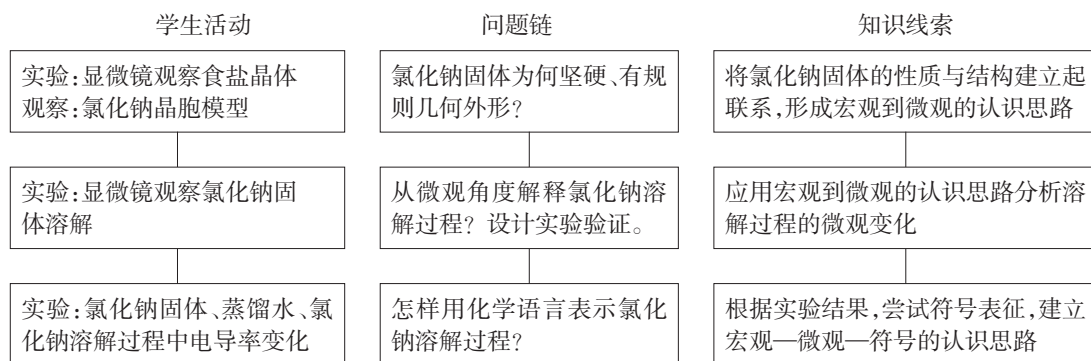 学生活动
问题链
知识线索
实验:显微镜观察食盐晶体
观察:氯化钠晶胞模型
氯化钠固体为何坚硬、有规
则几何外形?
将氯化钠固体的性质与结构建立起
联系,形成宏观到微观的认识思路
实验:显微镜观察氯化钠固
体溶解
从微观角度解释氯化钠溶
解过程? 设计实验验证。
应用宏观到微观的认识思路分析溶
解过程的微观变化
实验:氯化钠固体、蒸馏水、氯
化钠溶解过程中电导率变化
怎样用化学语言表示氯化
钠溶解过程?
根据实验结果,尝试符号表征,建立
宏观—微观—符号的认识思路